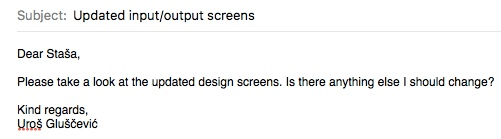 Subject: Updated input/output screens
Dear Staša,
Please take a look at the updated design screens. Is there anything else I should change?
Kind regards,
Uroš Gluščević